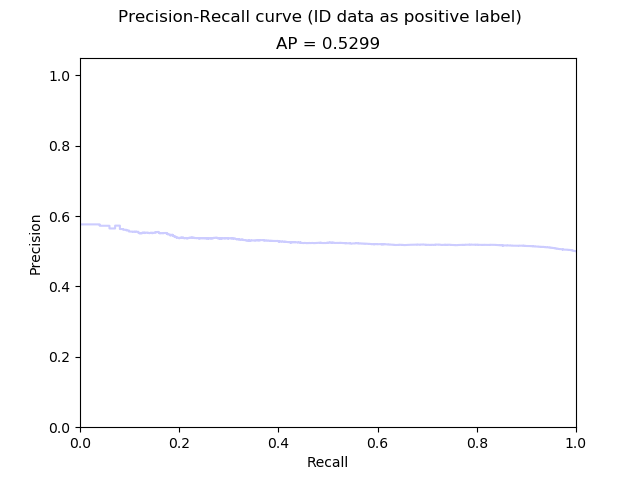 Precision-Recall curve (ID data as positive label)
AP = 0.5299
1.0
0.8
0.6
0.4
0.2
0.0
Precision
0.0 0.2 0.4 0.6 0.8 1.0
Recall